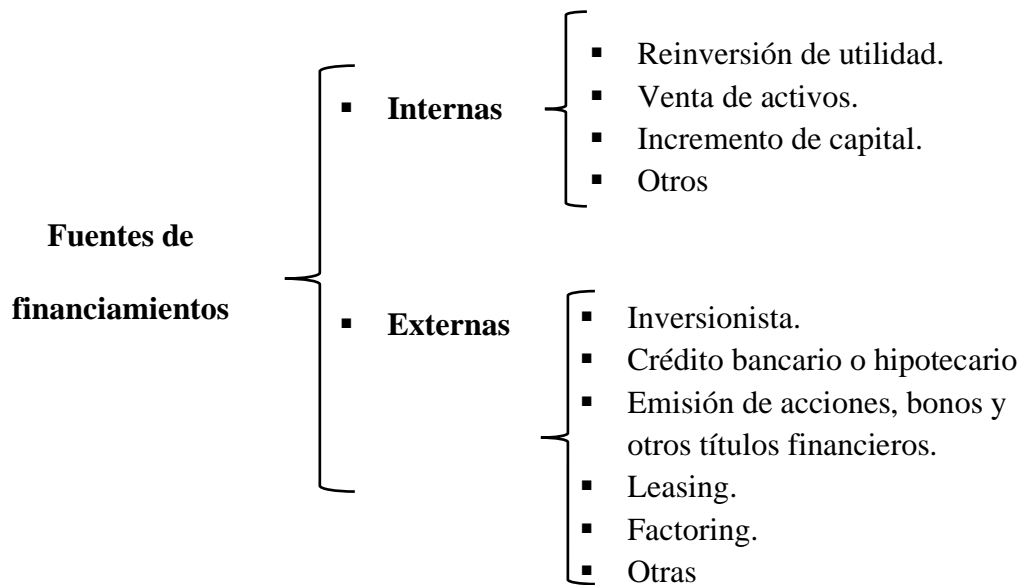 Fuentes de
financiamientos
▪ Internas
▪ Reinversión de utilidad.
▪ Venta de activos.
▪ Incremento de capital.
▪ Otros
▪ Externas
▪ Inversionista.
▪ Crédito bancario o hipotecario
▪ Emisión de acciones, bonos y
otros títulos financieros.
▪ Leasing.
▪ Factoring.
▪ Otras